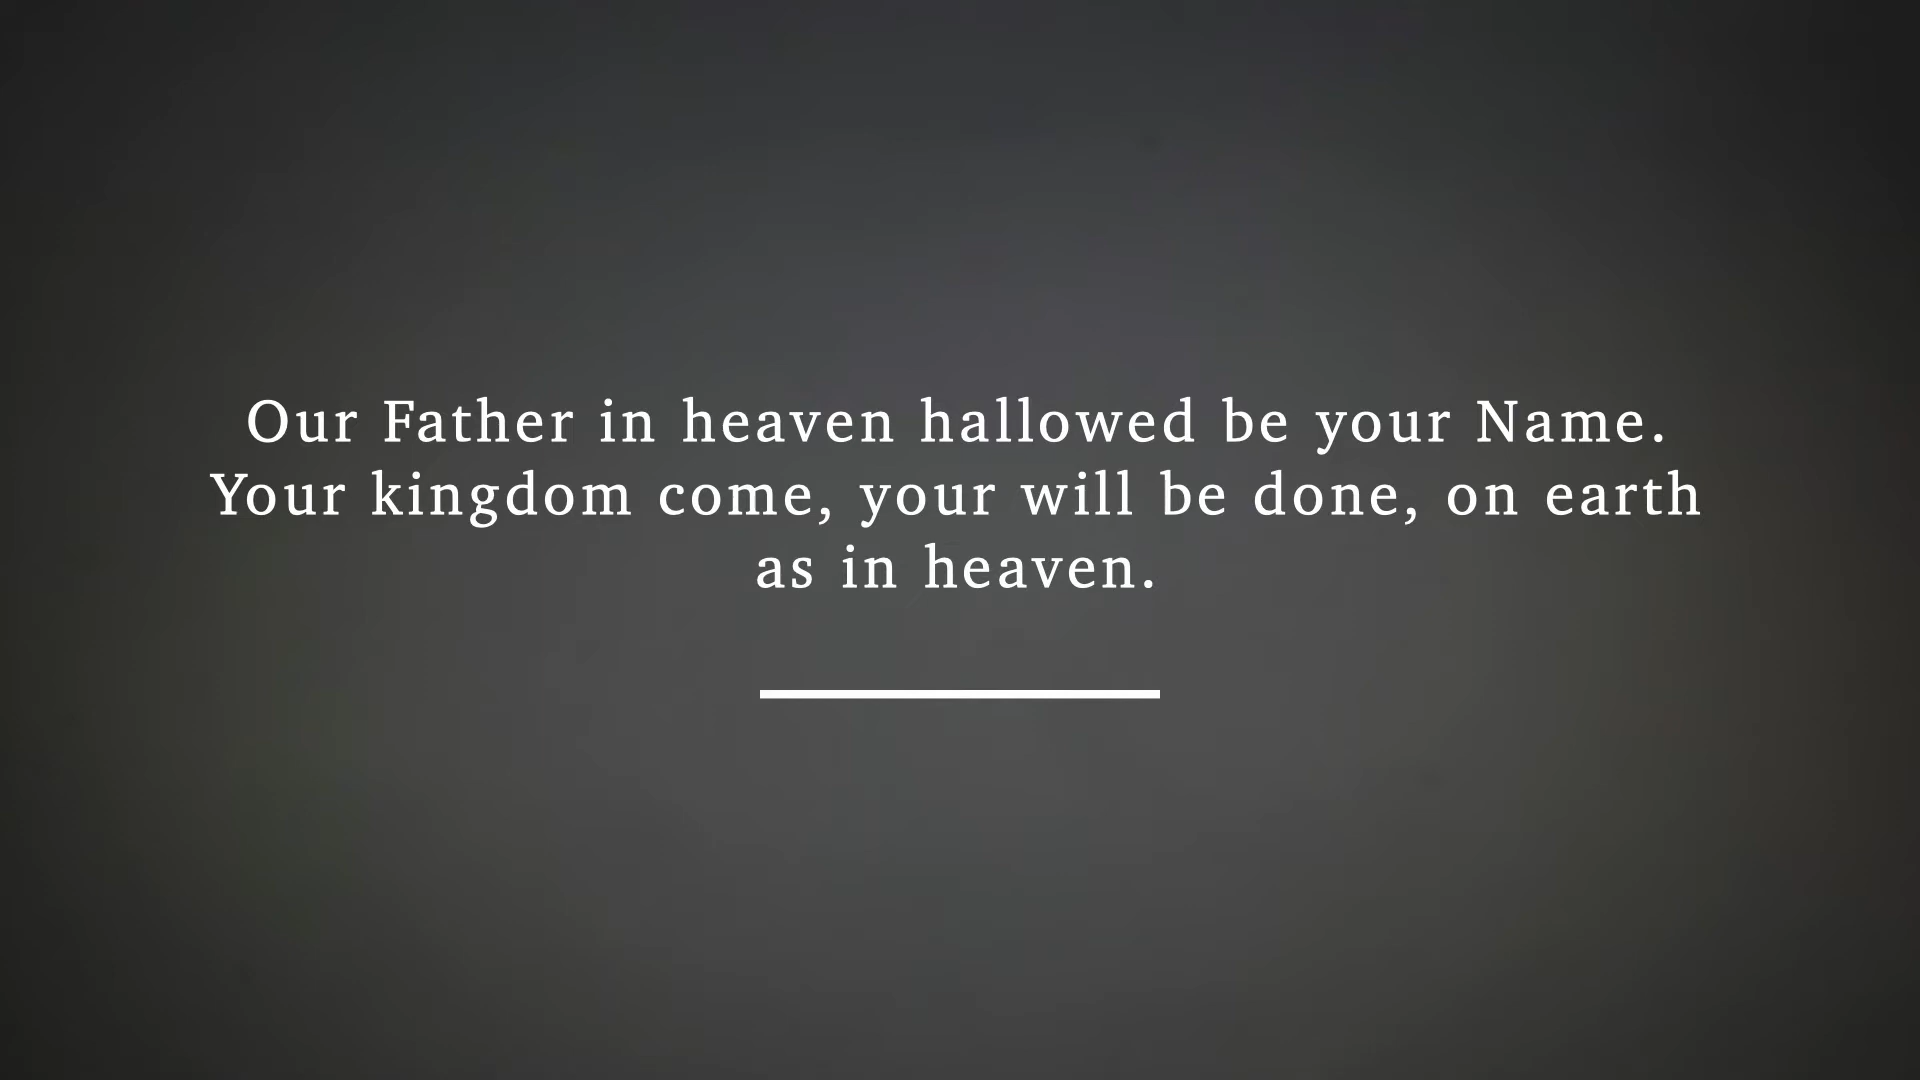 Our Father in heaven hallowed be your Name.
Your kingdom come, your will be done, on earth
as in heaven.